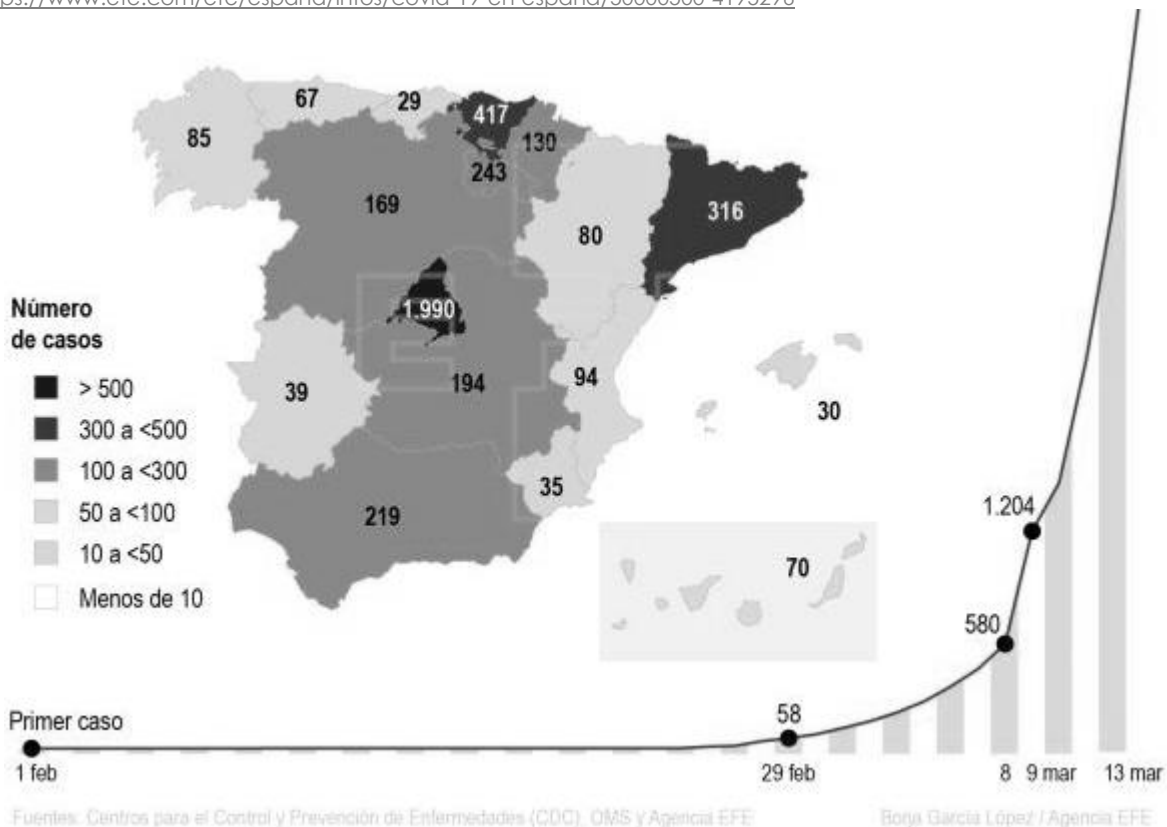 67
29
417
85
130
243
169
316
80
1.990
Número
de casos
> 500
300 a <500
100 a <300
50 a <100
10 a <50
Menos de 10
39
194
94
30
35
219
70
1.204
580
58
Primer caso
1 feb
29 feb
8
9 mar
13 mar
Fuentes: Centros para el Control y Prevención de Enfermedades (CDC), OMS y Agencia EFE
Borja García López / Agencia EFE